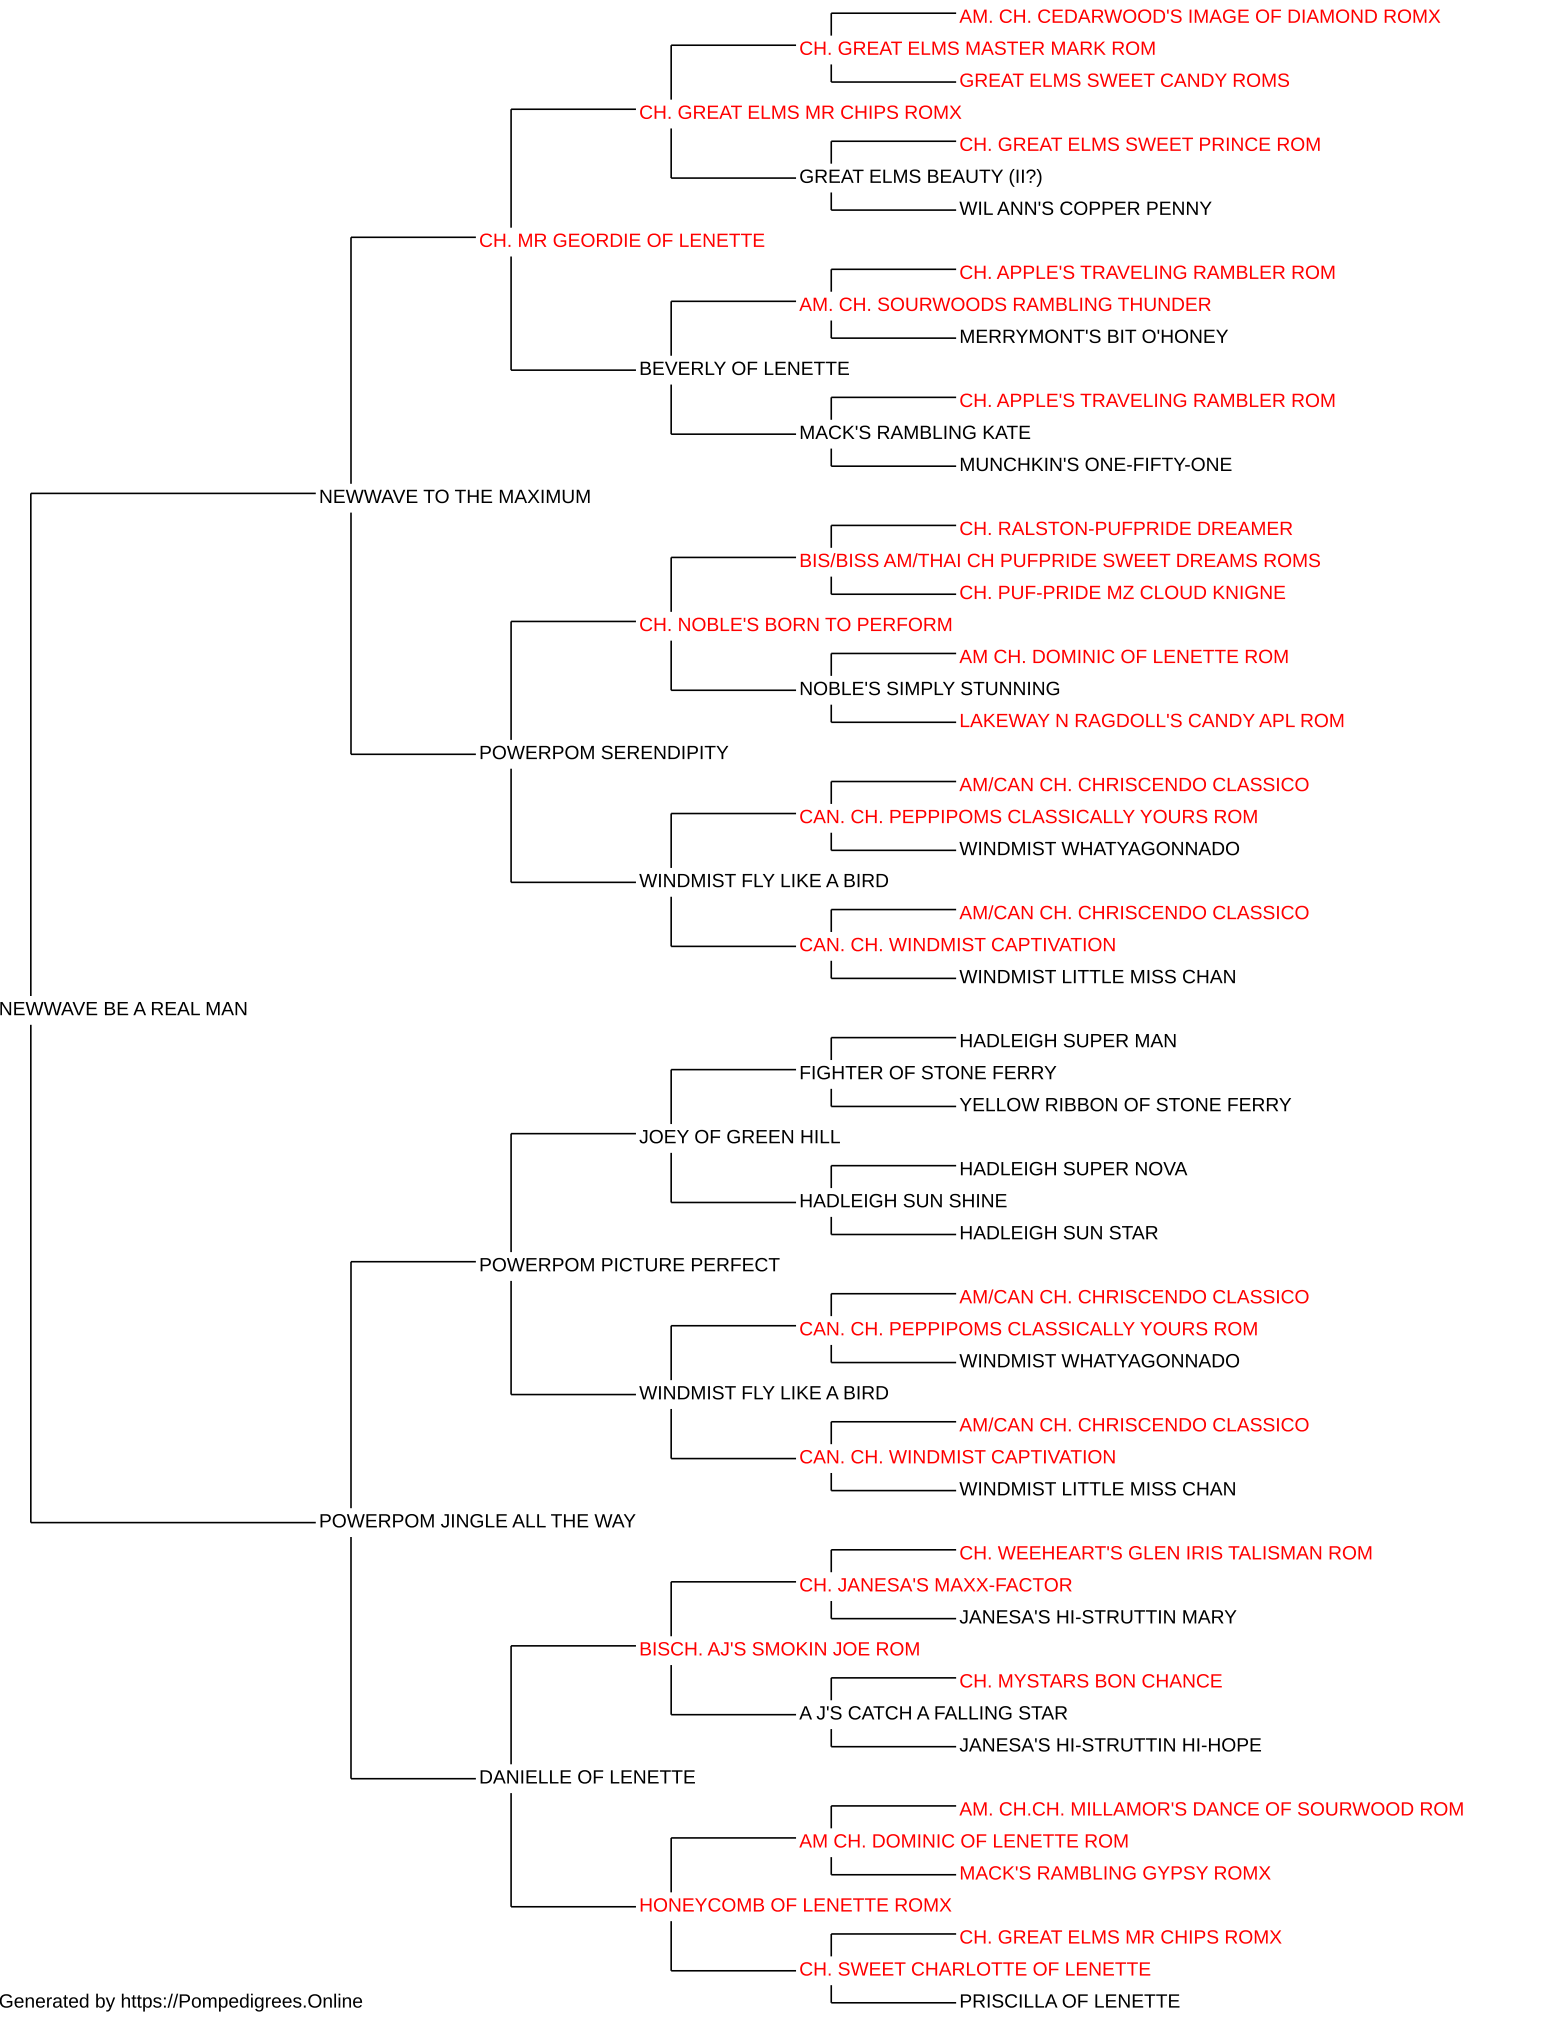 AM. CH. CEDARWOOD'S IMAGE OF DIAMOND ROMX
CH. GREAT ELMS MASTER MARK ROM
GREAT ELMS SWEET CANDY ROMS
CH. GREAT ELMS MR CHIPS ROMX
CH. GREAT ELMS SWEET PRINCE ROM
GREAT ELMS BEAUTY (II?)
WIL ANN'S COPPER PENNY
CH. MR GEORDIE OF LENETTE
CH. APPLE'S TRAVELING RAMBLER ROM
AM. CH. SOURWOODS RAMBLING THUNDER
MERRYMONT'S BIT O'HONEY
BEVERLY OF LENETTE
CH. APPLE'S TRAVELING RAMBLER ROM
MACK'S RAMBLING KATE
MUNCHKIN'S ONE-FIFTY-ONE
NEWWAVE TO THE MAXIMUM
CH. RALSTON-PUFPRIDE DREAMER
BIS/BISS AM/THAI CH PUFPRIDE SWEET DREAMS ROMS
CH. PUF-PRIDE MZ CLOUD KNIGNE
CH. NOBLE'S BORN TO PERFORM
AM CH. DOMINIC OF LENETTE ROM
NOBLE'S SIMPLY STUNNING
LAKEWAY N RAGDOLL'S CANDY APL ROM
POWERPOM SERENDIPITY
AM/CAN CH. CHRISCENDO CLASSICO
CAN. CH. PEPPIPOMS CLASSICALLY YOURS ROM
WINDMIST WHATYAGONNADO
WINDMIST FLY LIKE A BIRD
AM/CAN CH. CHRISCENDO CLASSICO
CAN. CH. WINDMIST CAPTIVATION
WINDMIST LITTLE MISS CHAN
NEWWAVE BE A REAL MAN
HADLEIGH SUPER MAN
FIGHTER OF STONE FERRY
YELLOW RIBBON OF STONE FERRY
JOEY OF GREEN HILL
HADLEIGH SUPER NOVA
HADLEIGH SUN SHINE
HADLEIGH SUN STAR
POWERPOM PICTURE PERFECT
AM/CAN CH. CHRISCENDO CLASSICO
CAN. CH. PEPPIPOMS CLASSICALLY YOURS ROM
WINDMIST WHATYAGONNADO
WINDMIST FLY LIKE A BIRD
AM/CAN CH. CHRISCENDO CLASSICO
CAN. CH. WINDMIST CAPTIVATION
WINDMIST LITTLE MISS CHAN
POWERPOM JINGLE ALL THE WAY
CH. WEEHEART'S GLEN IRIS TALISMAN ROM
CH. JANESA'S MAXX-FACTOR
JANESA'S HI-STRUTTIN MARY
BISCH. AJ'S SMOKIN JOE ROM
CH. MYSTARS BON CHANCE
A J'S CATCH A FALLING STAR
JANESA'S HI-STRUTTIN HI-HOPE
DANIELLE OF LENETTE
AM. CH.CH. MILLAMOR'S DANCE OF SOURWOOD ROM
AM CH. DOMINIC OF LENETTE ROM
MACK'S RAMBLING GYPSY ROMX
HONEYCOMB OF LENETTE ROMX
CH. GREAT ELMS MR CHIPS ROMX
CH. SWEET CHARLOTTE OF LENETTE
PRISCILLA OF LENETTE
Generated by https://Pompedigrees.Online